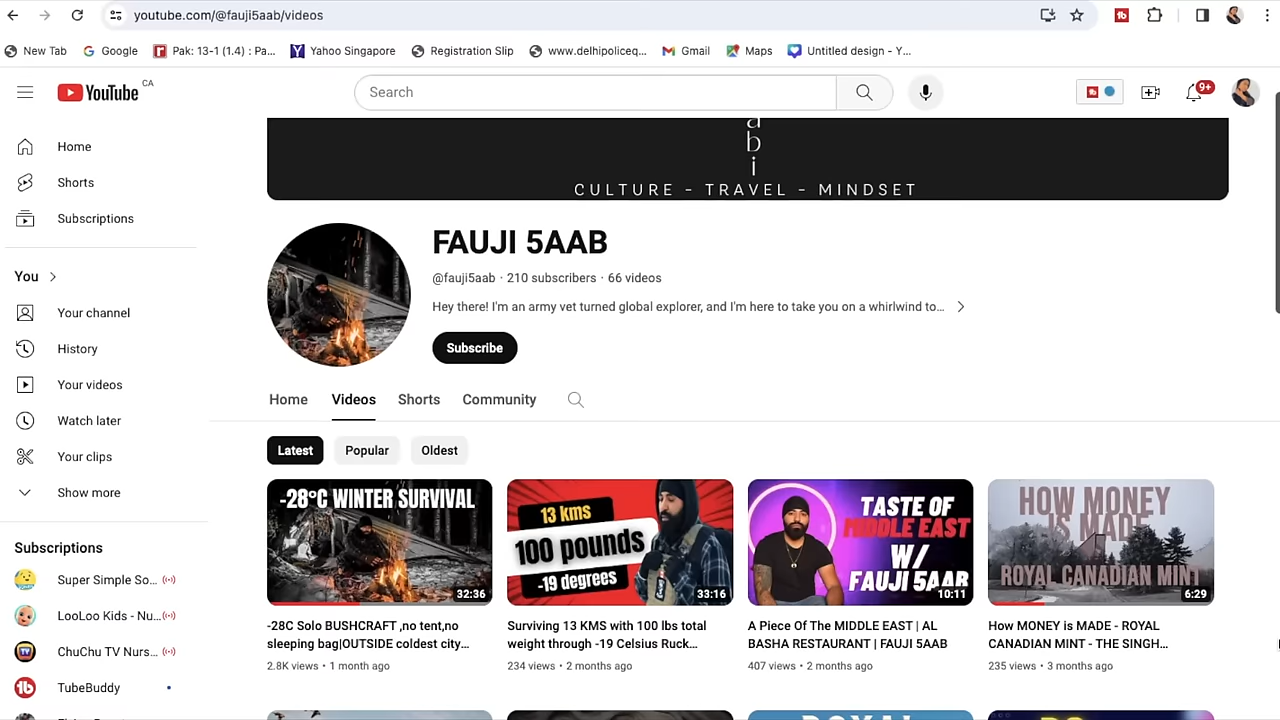 youtube.com/@fauji5aab/videos
New Tab
Google
Pak: 13-1 (1.4) : Pa...
Yahoo Singapore
Registration Slip
www.delhipoliceq...
Gmail
Maps
Untitled design - Y...
YouTube CA
Search
9+
Home
Shorts
Subscriptions
You
Your channel
History
Your videos
Watch later
Your clips
Show more
Subscriptions
Super Simple So...
LooLoo Kids - Nu...
ChuChu TV Nurs...
TubeBuddy
a
b
i
CULTURE - TRAVEL - MINDSET
FAUJI 5AAB
@fauji5aab · 210 subscribers · 66 videos
Hey there! I'm an army vet turned global explorer, and I'm here to take you on a whirlwind to...
Subscribe
Home
Videos
Shorts
Community
Latest
Popular
Oldest
-28°C WINTER SURVIVAL
32:36
-28C Solo BUSHCRAFT ,no tent,no
sleeping bag|OUTSIDE coldest city...
2.8K views · 1 month ago
13 kms
100 pounds
-19 degrees
33:16
Surviving 13 KMS with 100 lbs total
weight through -19 Celsius Ruck...
234 views · 2 months ago
TASTE OF
MIDDLE EAST
W/
FAUJI 5AAB
10:11
A Piece Of The MIDDLE EAST | AL
BASHA RESTAURANT | FAUJI 5AAB
407 views · 2 months ago
HOW MONEY
IS MADE
ROYAL CANADIAN MINT
6:29
How MONEY is MADE - ROYAL
CANADIAN MINT - THE SINGH...
235 views · 3 months ago